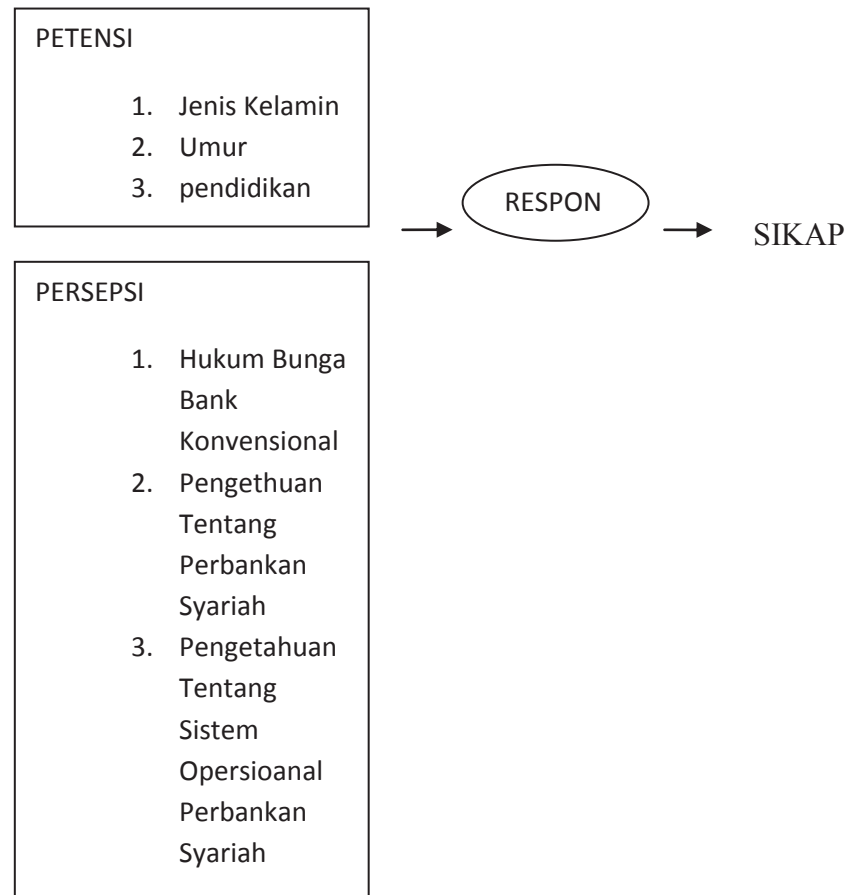 PETENSI
1. Jenis Kelamin
2. Umur
3. pendidikan
RESPON
SIKAP
PERSEPSI
1. Hukum Bunga
Bank
Konvensional
2. Pengethuan
Tentang
Perbankan
Syariah
3. Pengetahuan
Tentang
Sistem
Opersioanal
Perbankan
Syariah